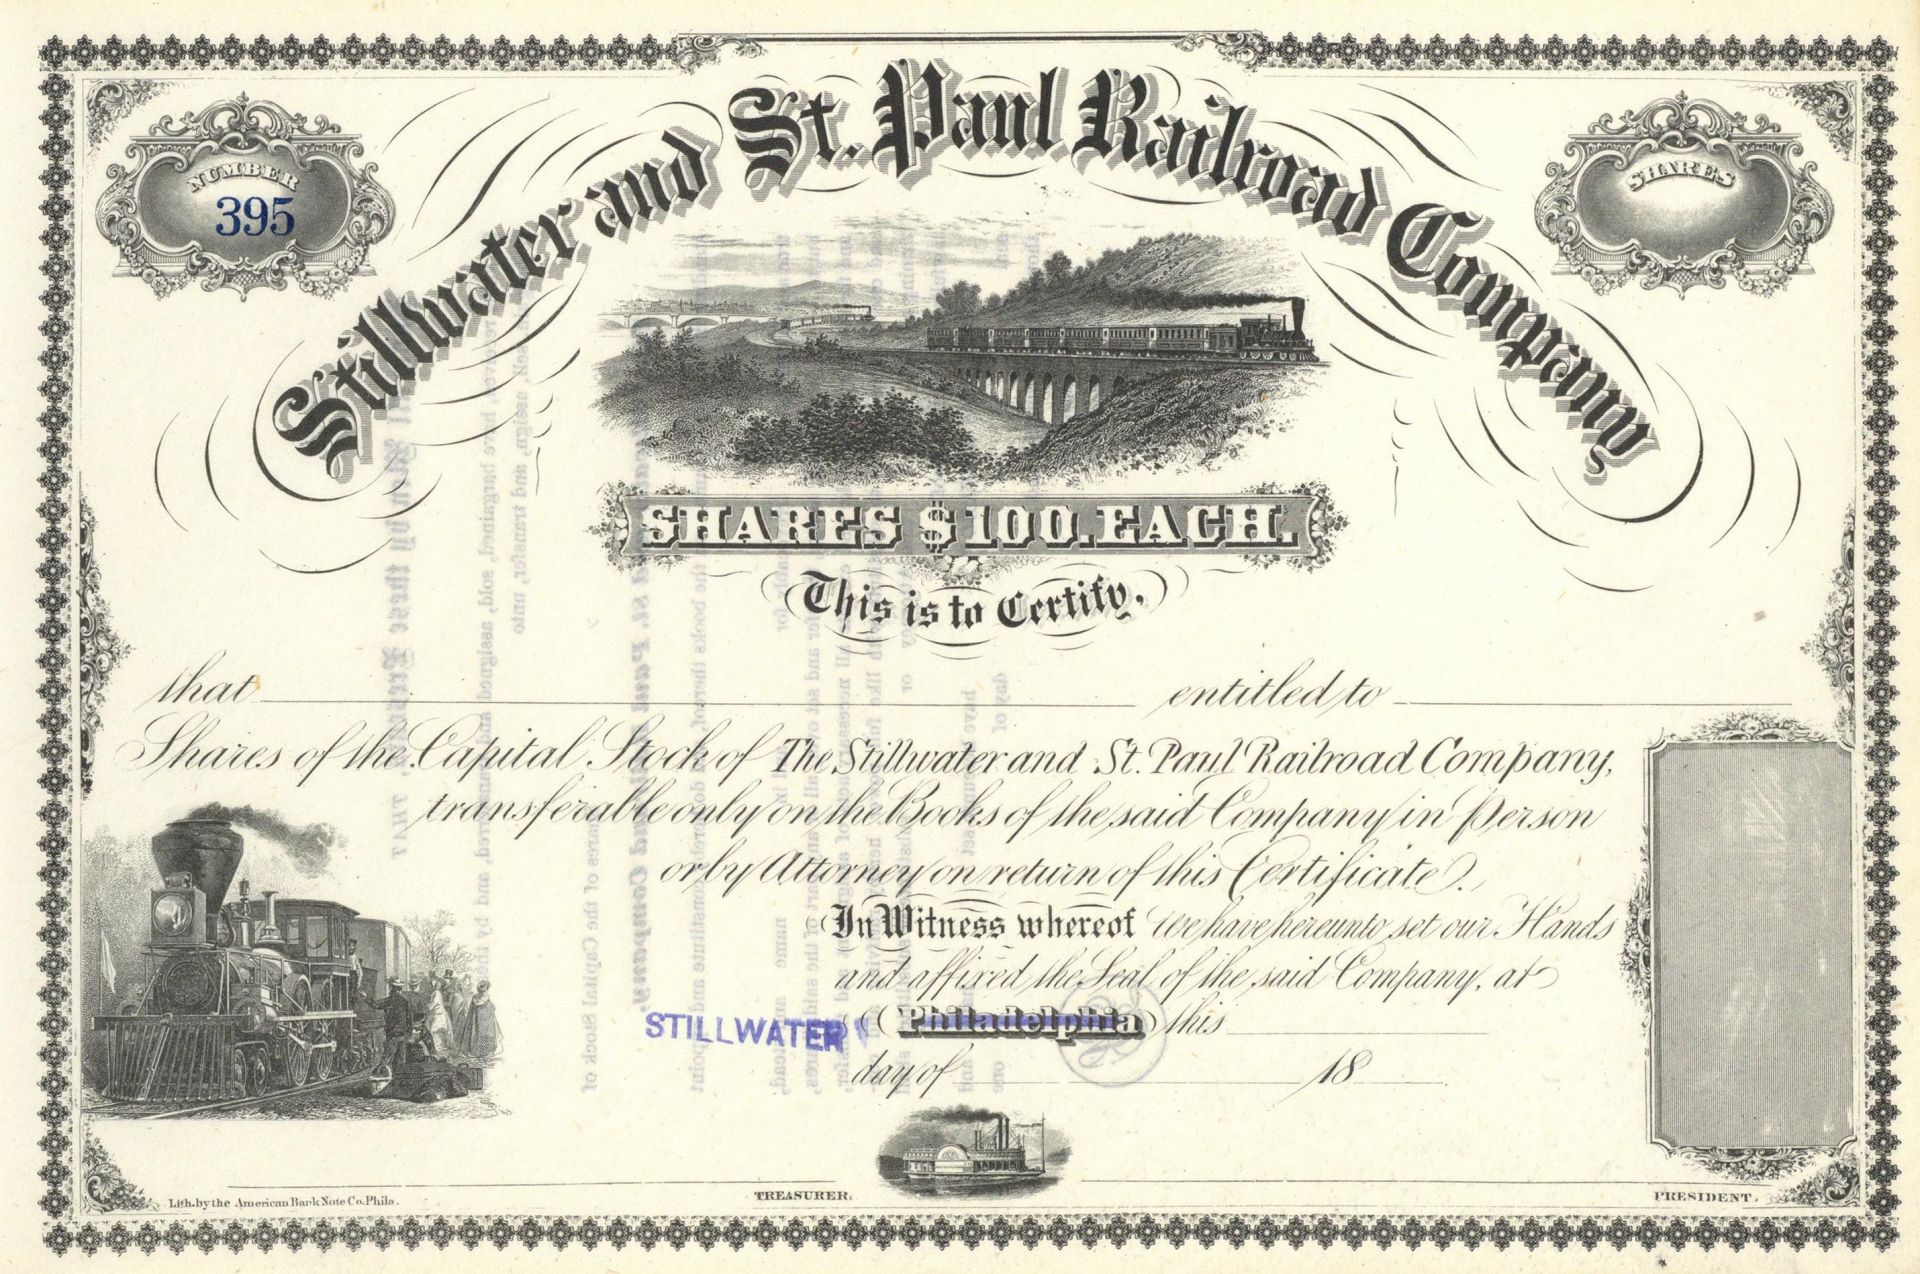 Stillwater and St. Paul Railroad Company
NUMBER
395
SHARES
SHARES $100. EACH.
This is to Certify,
that entitled to
Shares of the Capital Stock of The Stillwater and St. Paul Railroad Company,
transferable only on the Books of the said Company in Person
or by Attorney on return of this Certificate.
In Witness whereof We have hereunto set our Hands
and affixed the Seal of the said Company, at
STILLWATER Philadelphia this
day of 18
Lith. by the American Bank Note Co. Phila.
TREASURER.
PRESIDENT.